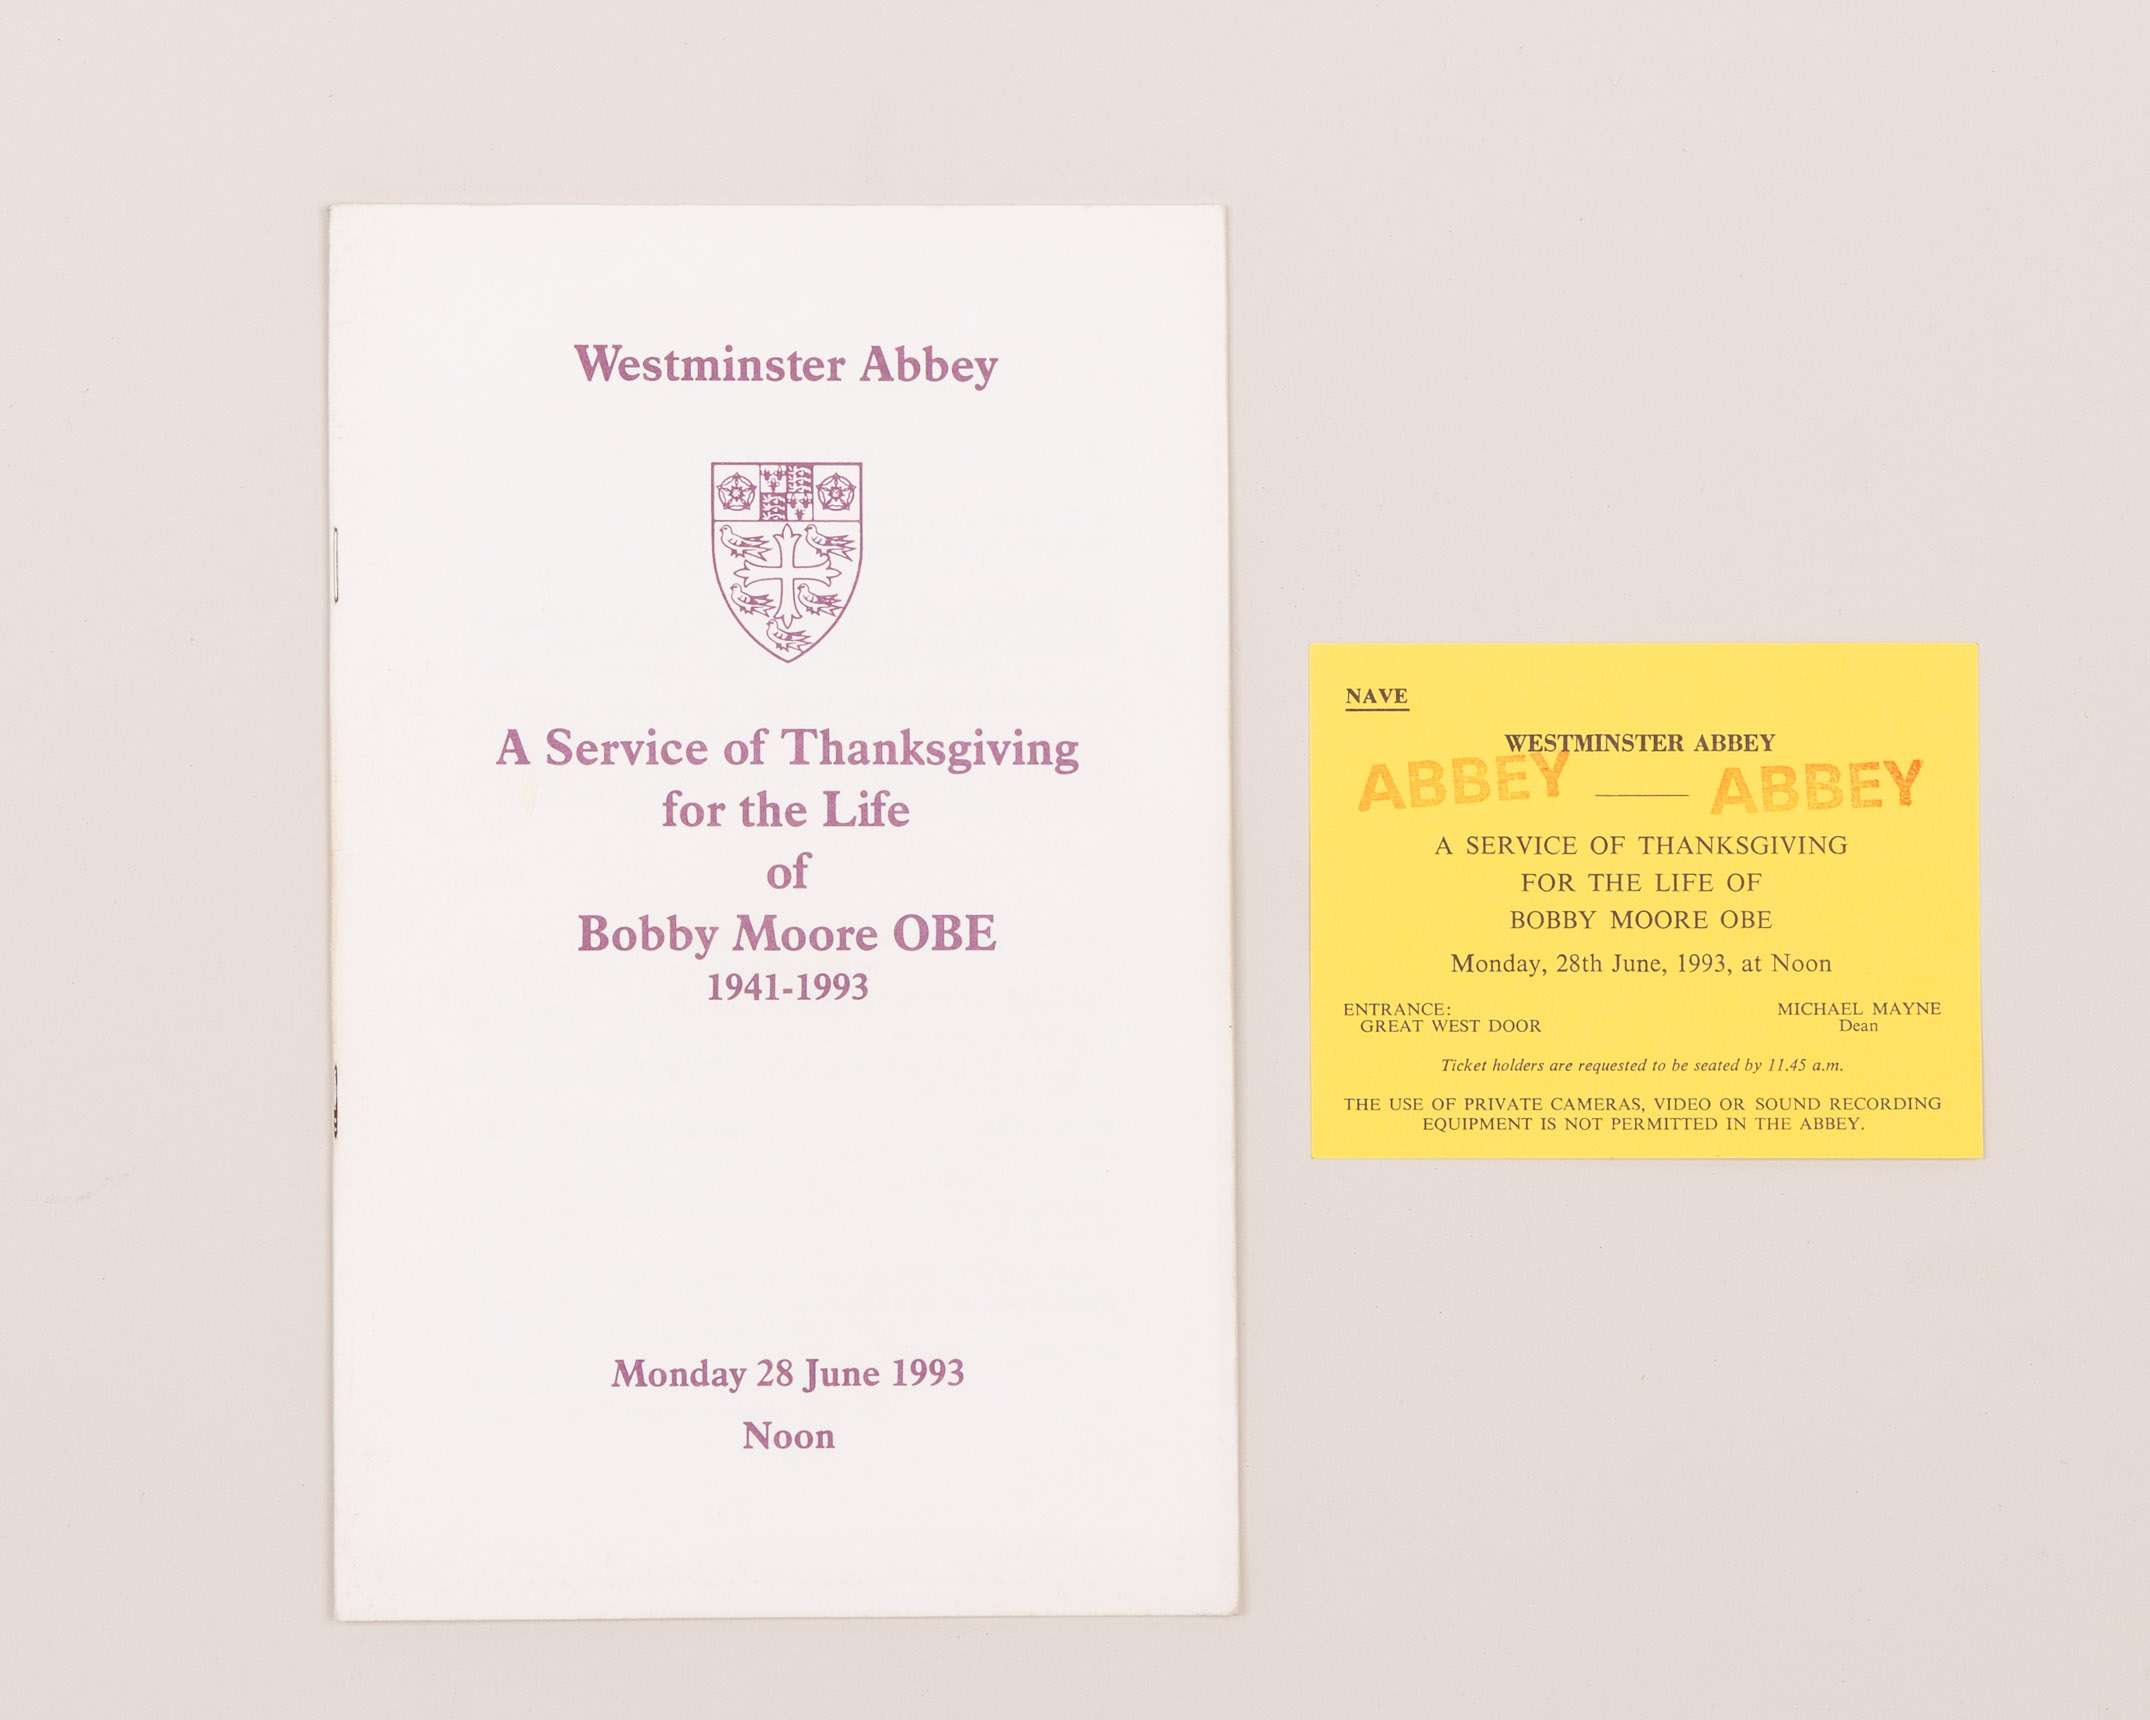 Westminster Abbey
A Service of Thanksgiving
for the Life
of
Bobby Moore OBE
1941-1993
Monday 28 June 1993
Noon
NAVE
WESTMINSTER ABBEY
ABBEY ABBEY
A SERVICE OF THANKSGIVING
FOR THE LIFE OF
BOBBY MOORE OBE
Monday, 28th June, 1993, at Noon
ENTRANCE:
GREAT WEST DOOR
MICHAEL MAYNE
Dean
Ticket holders are requested to be seated by 11.45 a.m.
THE USE OF PRIVATE CAMERAS, VIDEO OR SOUND RECORDING
EQUIPMENT IS NOT PERMITTED IN THE ABBEY.